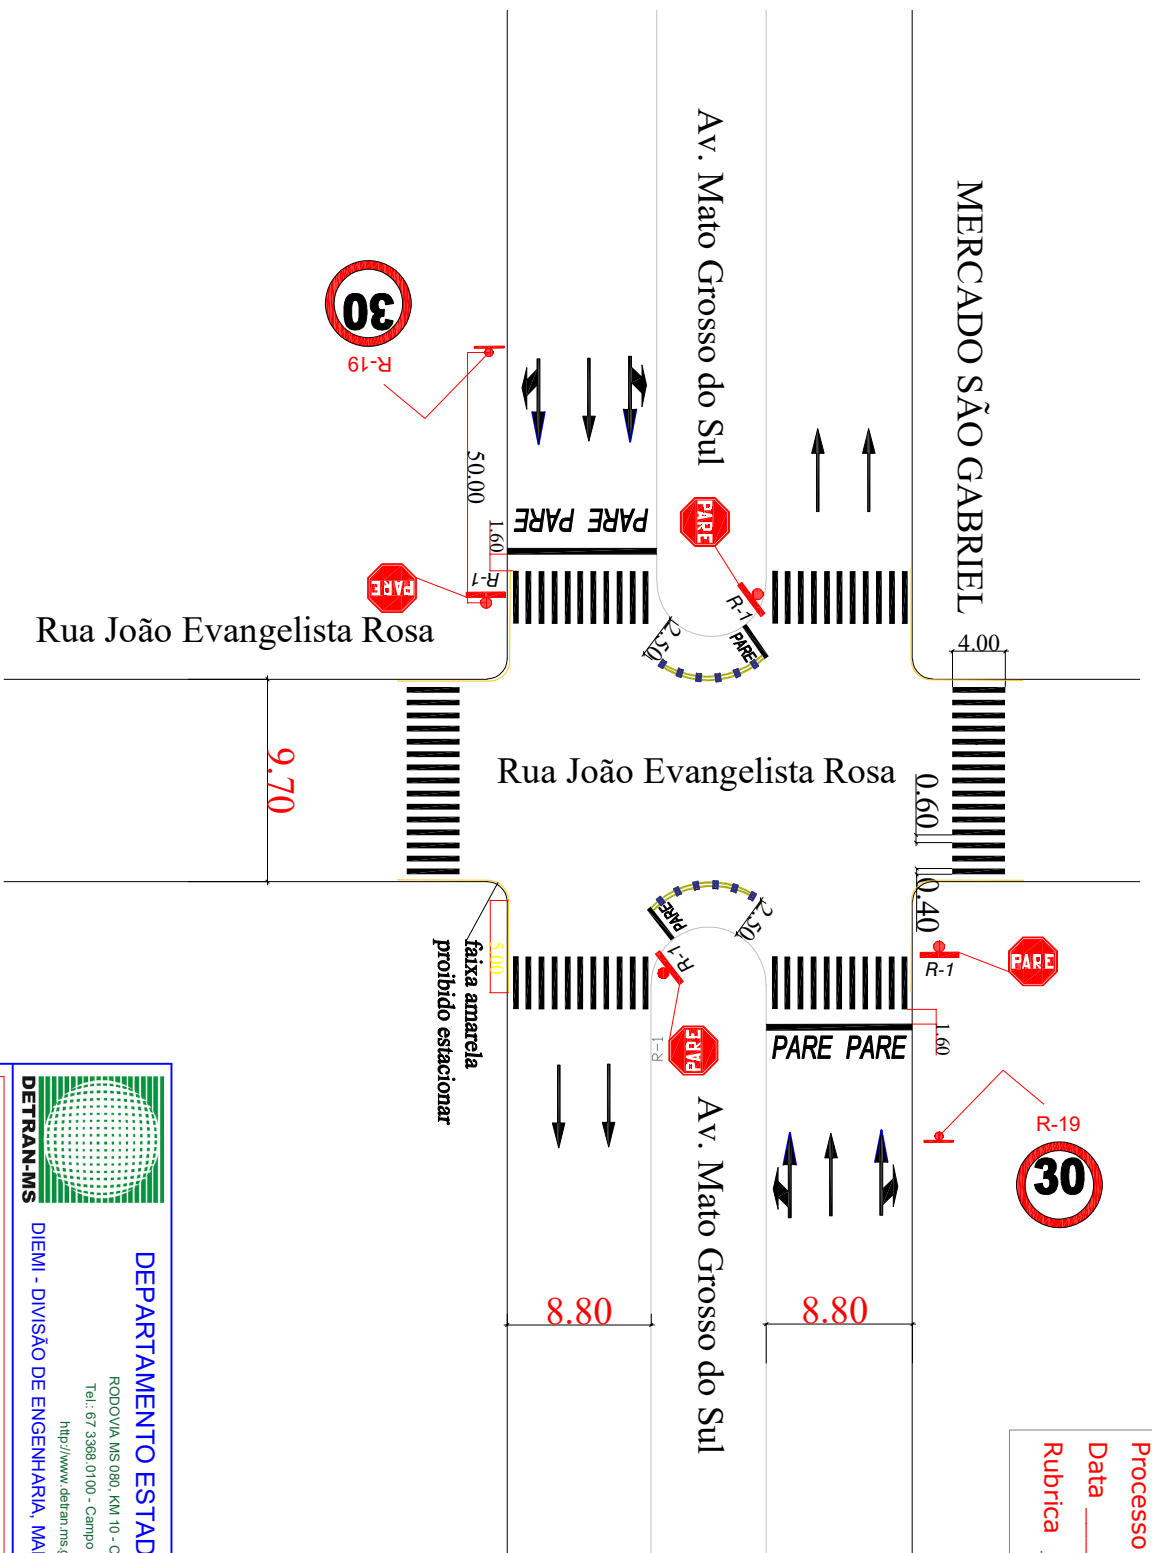 Av. Mato Grosso do Sul
MERCADO SÃO GABRIEL
30
R-19
50.00
PARE PARE
1.60
PARE
R-1
PARE
R-1
Rua João Evangelista Rosa
2.50
PARE
4.00
9.70
Rua João Evangelista Rosa
0.60
0.40
2.50
PARE
R-1
R-1
PARE
5.00
faixa amarela
proibido estacionar
R-1
PARE
1.60
PARE PARE
R-19
30
Av. Mato Grosso do Sul
8.80
8.80
DETRAN-MS
DEPARTAMENTO ESTAD
RODOVIA MS 080, KM 10 - C
Tel.: 67 3368.0100 - Campo
http://www.detran.ms.g
DIEMI - DIVISÃO DE ENGENHARIA, MA
Processo
Data
Rubrica